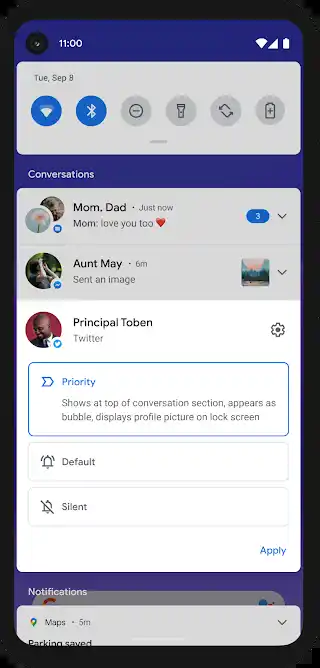 11:00
Tue, Sep 8
Conversations
Mom, Dad • Just now
Mom: love you too ❤️
3
Aunt May • 6m
Sent an image
Principal Toben
Twitter
Priority
Shows at top of conversation section, appears as
bubble, displays profile picture on lock screen
Default
Silent
Apply
Notifications
Maps • 5m
Parking saved